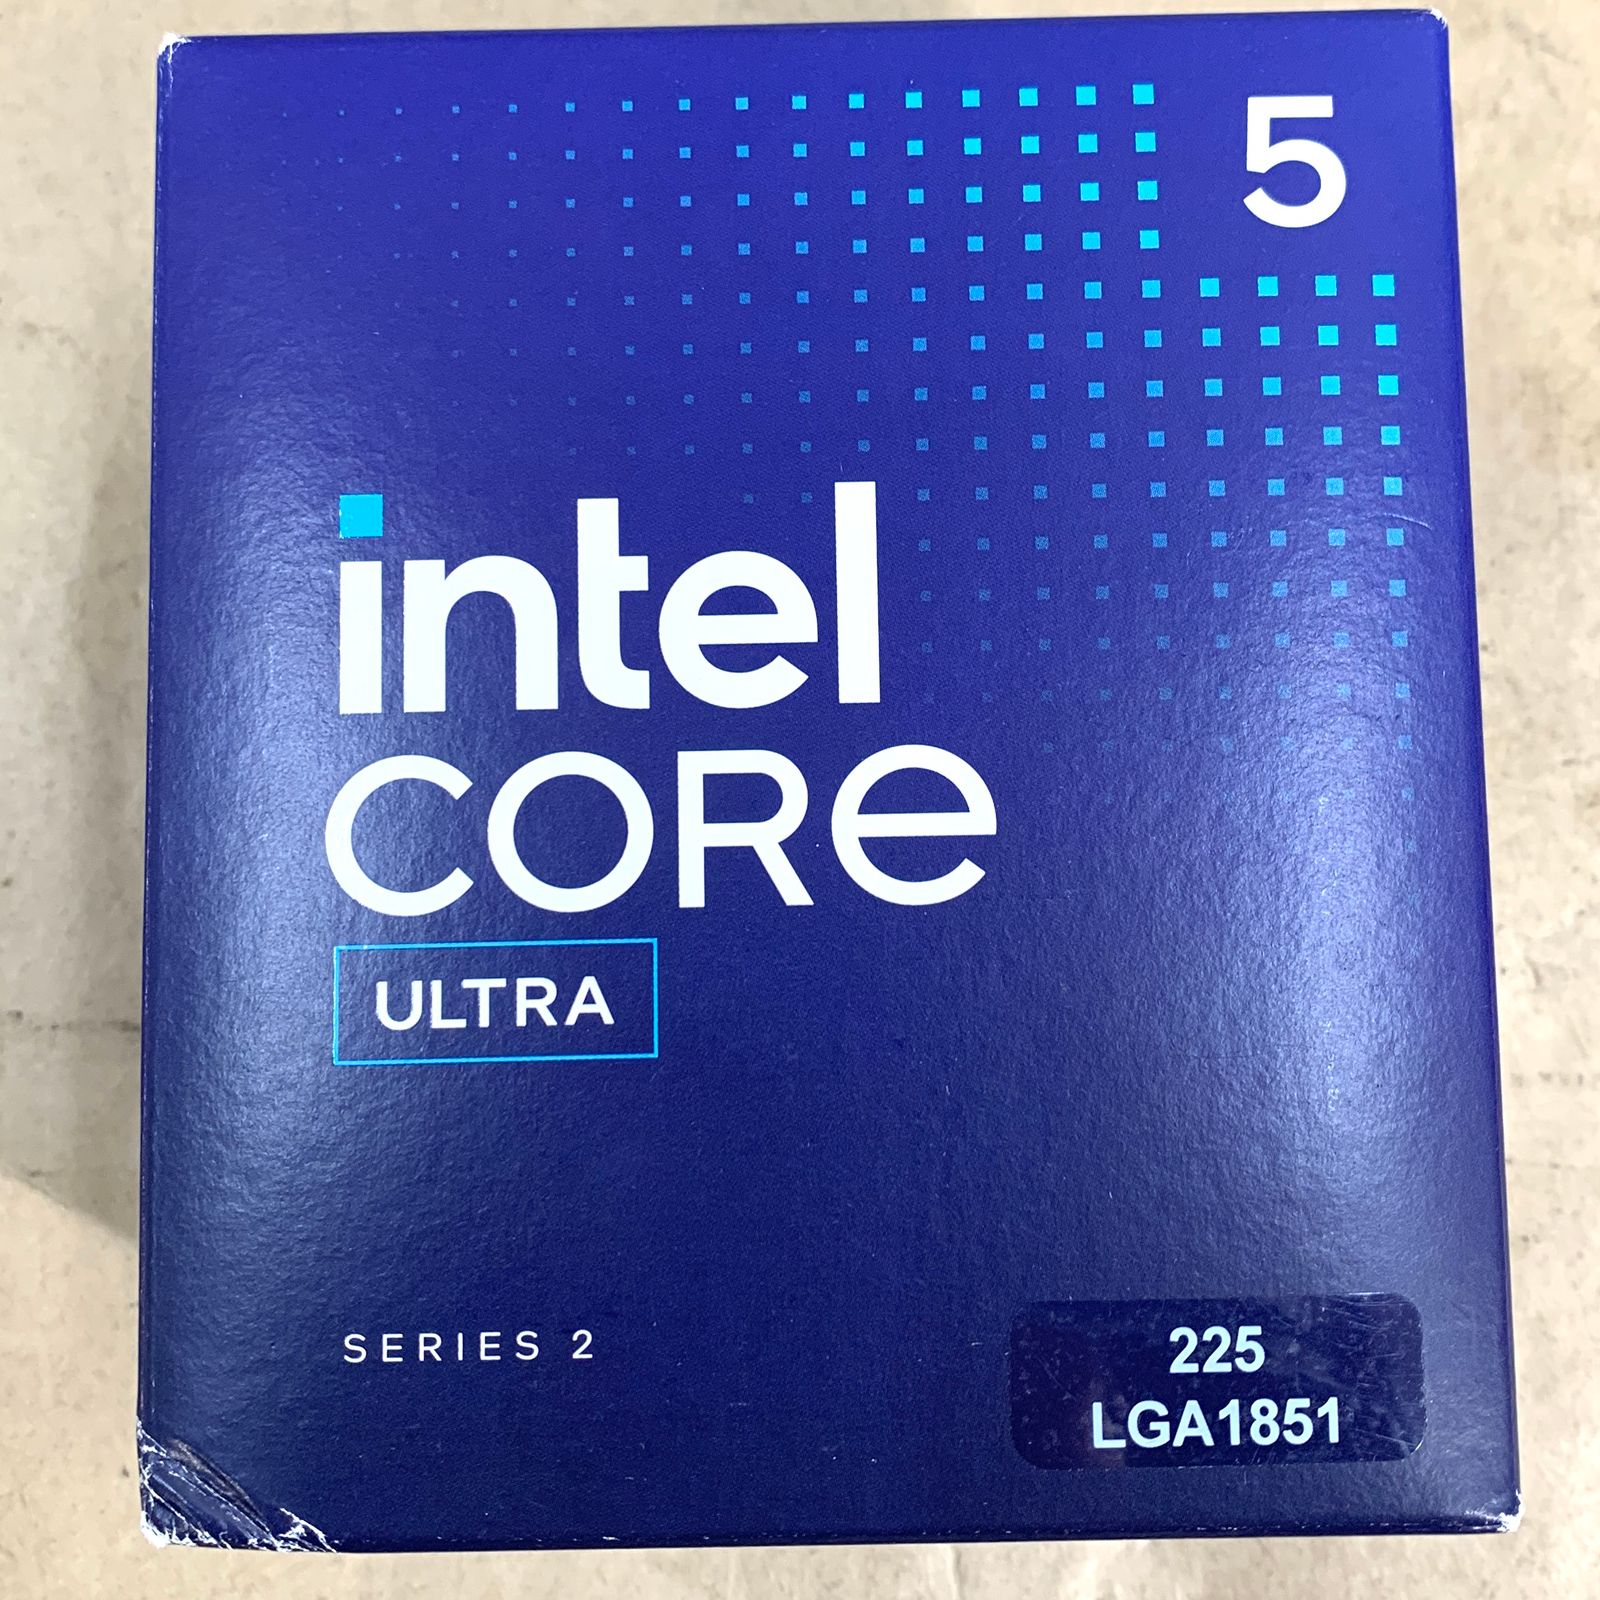 5
intel
CORe
ULTRA
SERIES 2
225
LGA1851